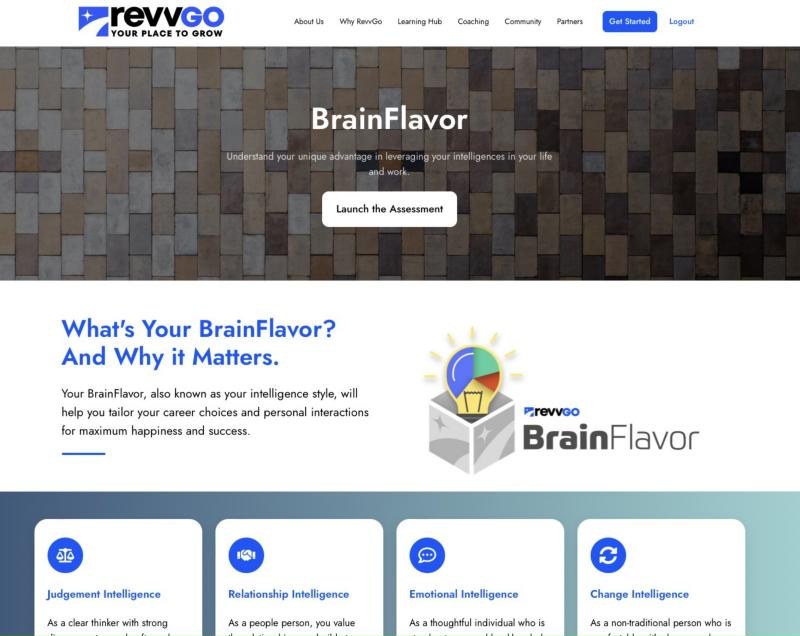 revvGO
YOUR PLACE TO GROW
About Us
Why RevvGo
Learning Hub
Coaching
Community
Partners
Get Started
Logout
BrainFlavor
Understand your unique advantage in leveraging your intelligences in your life
and work.
Launch the Assessment
What's Your BrainFlavor?
And Why it Matters.
Your BrainFlavor, also known as your intelligence style, will
help you tailor your career choices and personal interactions
for maximum happiness and success.
revvGO
BrainFlavor
Judgement Intelligence
As a clear thinker with strong
Relationship Intelligence
As a people person, you value
Emotional Intelligence
As a thoughtful individual who is
Change Intelligence
As a non-traditional person who is